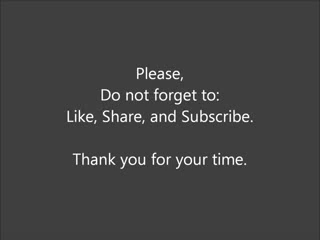 Please,
Do not forget to:
Like, Share, and Subscribe.
Thank you for your time.